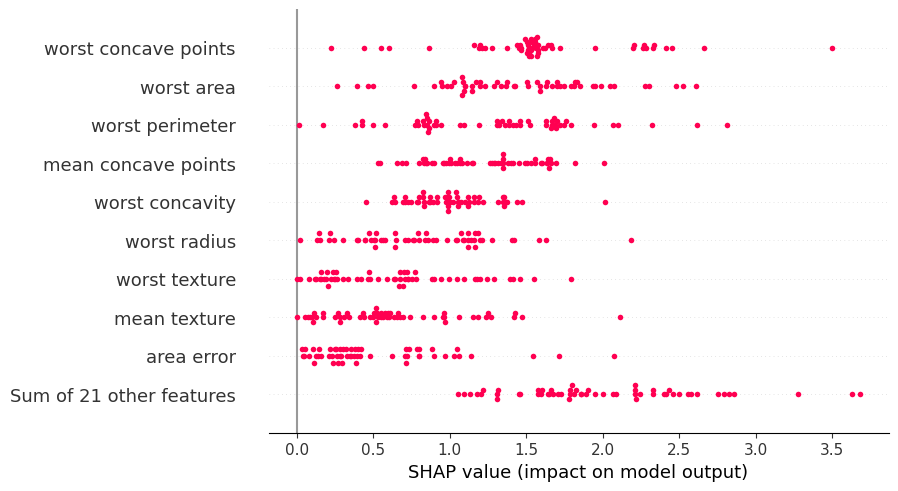 worst concave points
worst area
worst perimeter
mean concave points
worst concavity
worst radius
worst texture
mean texture
area error
Sum of 21 other features
0.0 0.5 1.0 1.5 2.0 2.5 3.0 3.5
SHAP value (impact on model output)